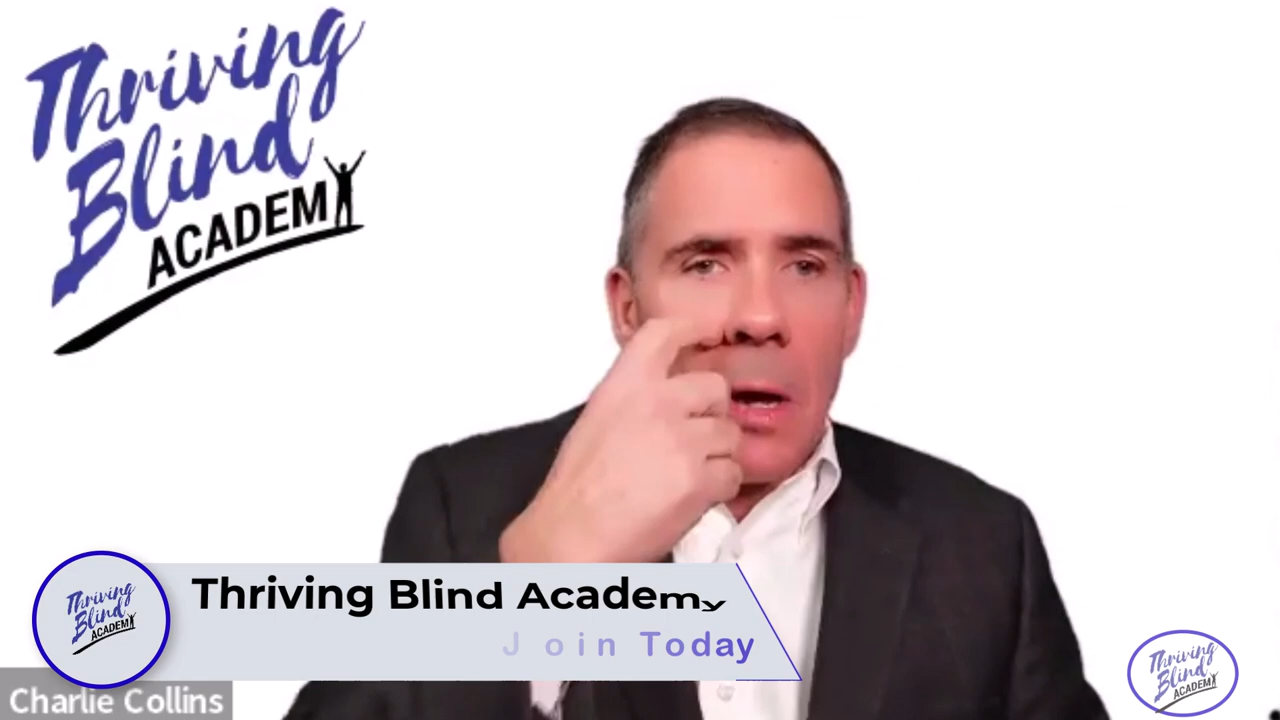 Thriving
Blind
ACADEMY
Thriving Blind Academy
Join Today
Thriving
Blind
ACADEMY
Charlie Collins
Thriving
Blind
ACADEMY